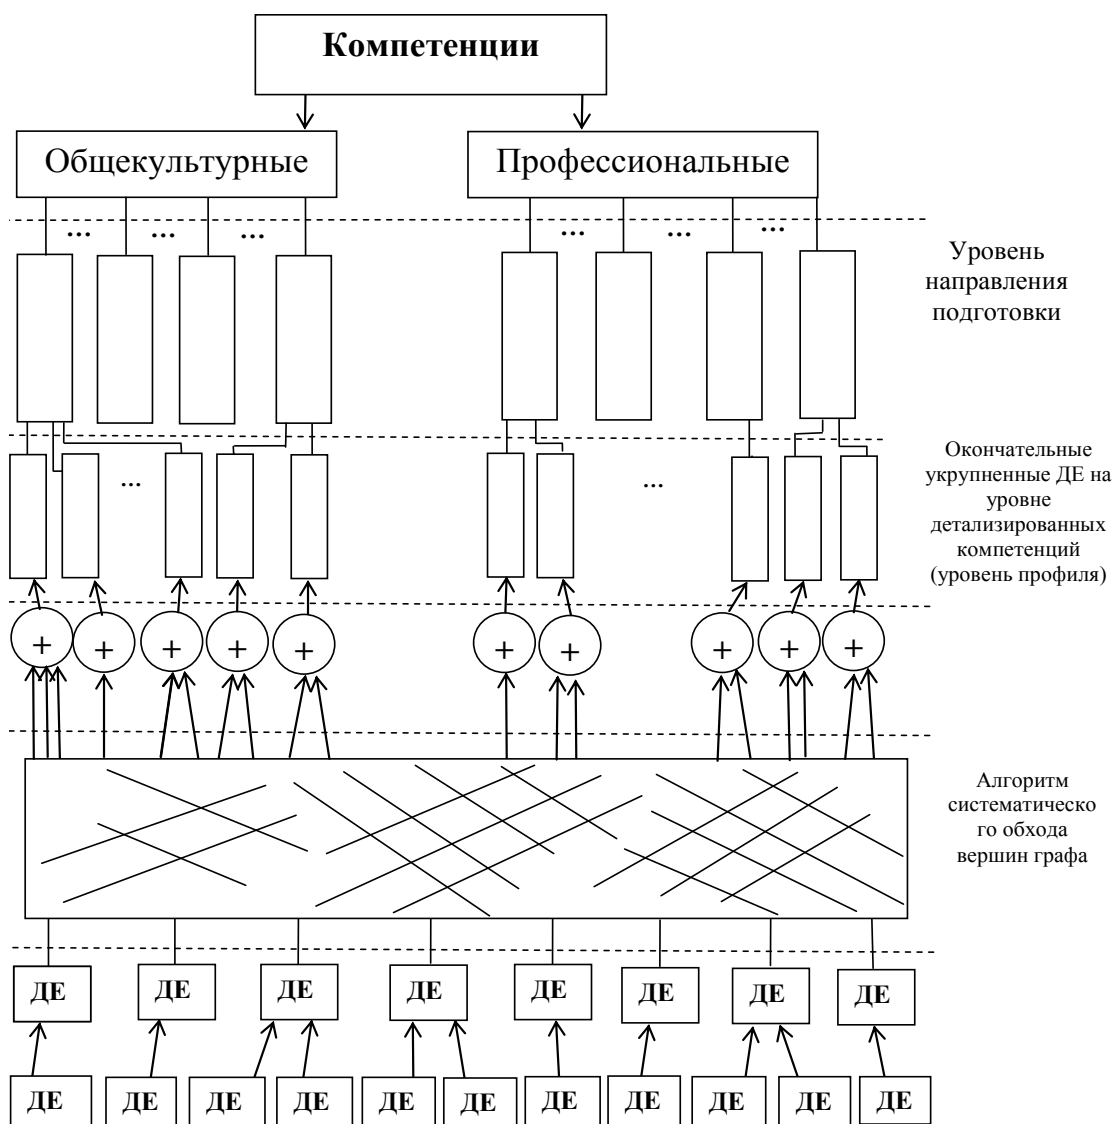 Компетенции
Общекультурные
Профессиональные
... ... ... ... ... ...
Уровень
направления
подготовки
... ...
Окончательные
укрупненные ДЕ на
уровне
детализированных
компетенций
(уровень профиля)
+ + + + + + + + + +
Алгоритм
систематическо
го обхода
вершин графа
ДЕ ДЕ ДЕ ДЕ ДЕ ДЕ ДЕ ДЕ
ДЕ ДЕ ДЕ ДЕ ДЕ ДЕ ДЕ ДЕ ДЕ ДЕ ДЕ